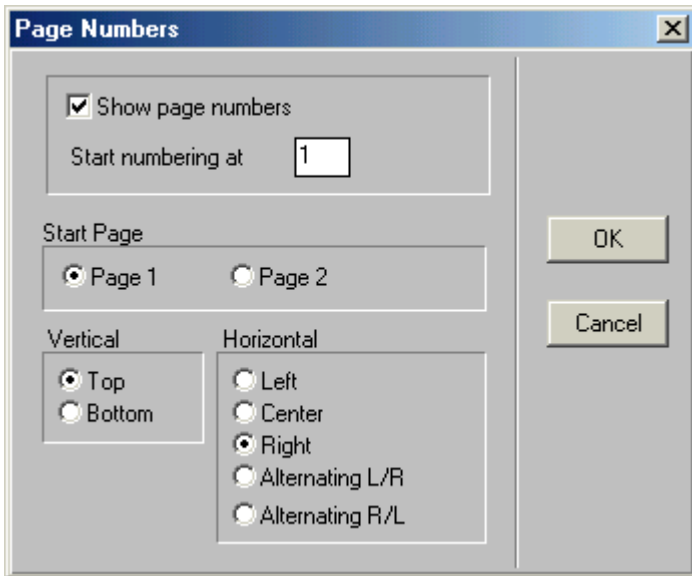 Page Numbers
Show page numbers
Start numbering at 1
Start Page
Page 1 Page 2
OK
Cancel
Vertical
Top
Bottom
Horizontal
Left
Center
Right
Alternating L/R
Alternating R/L